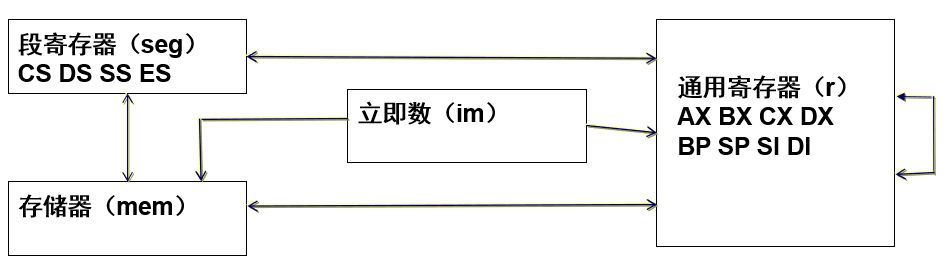 段寄存器（seg）
CS DS SS ES
立即数（im）
通用寄存器（r）
AX BX CX DX
BP SP SI DI
存储器（mem）